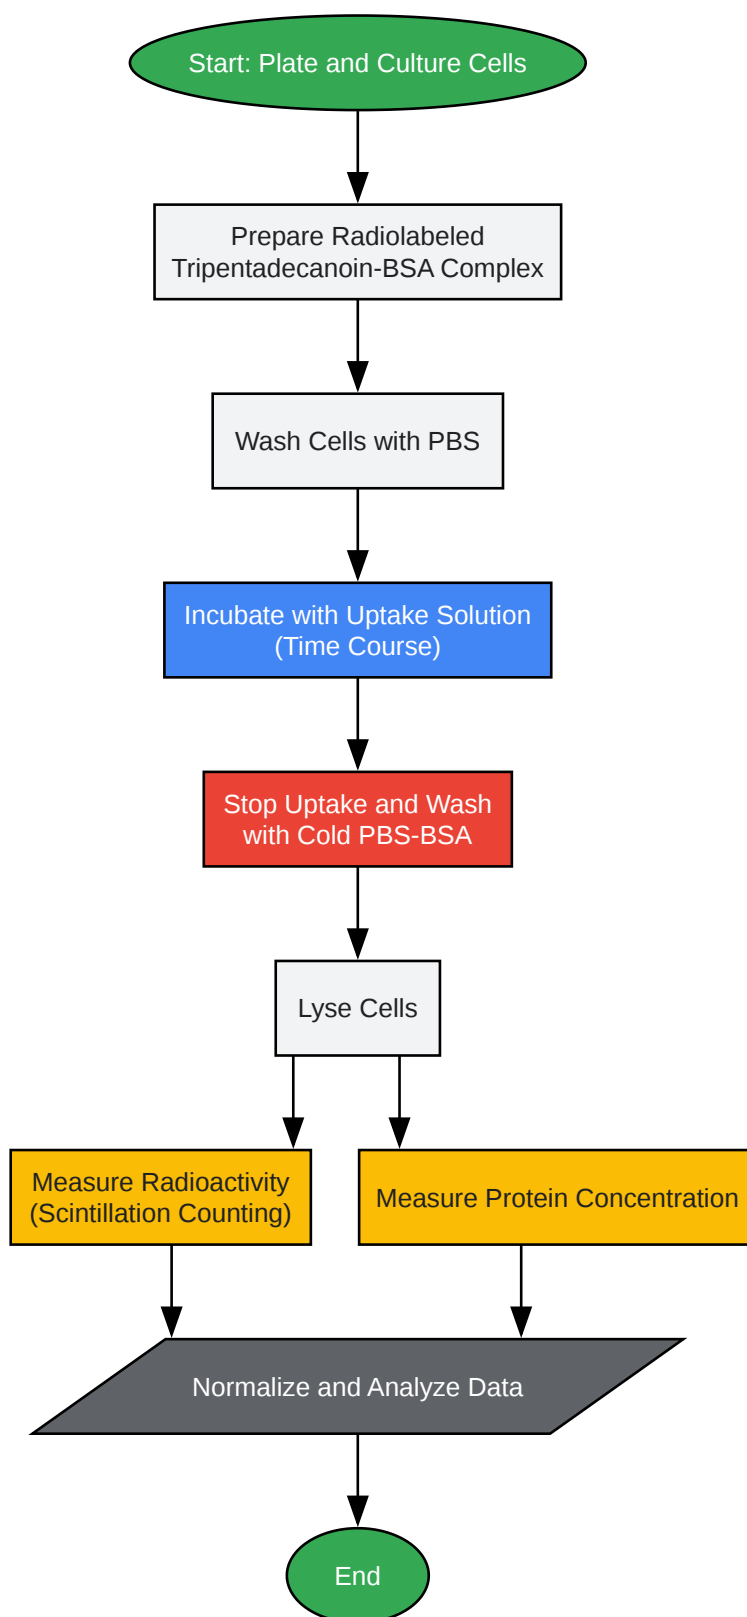 Start: Plate and Culture Cells
Prepare Radiolabeled
Tripentadecanoin-BSA Complex
Wash Cells with PBS
Incubate with Uptake Solution
(Time Course)
Stop Uptake and Wash
with Cold PBS-BSA
Lyse Cells
Measure Radioactivity
(Scintillation Counting)
Measure Protein Concentration
Normalize and Analyze Data
End